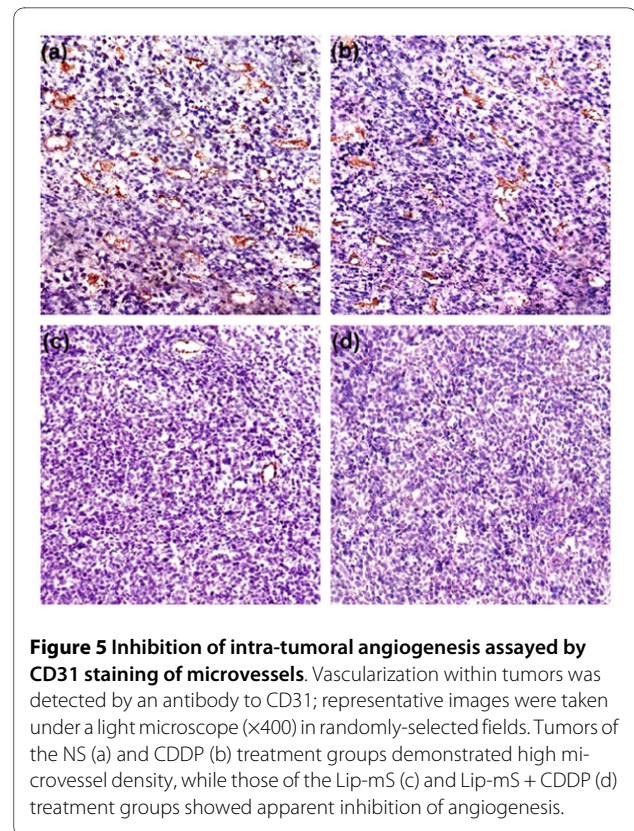 (a) (b)
(c) (d)
Figure 5 Inhibition of intra-tumoral angiogenesis assayed by
CD31 staining of microvessels. Vascularization within tumors was
detected by an antibody to CD31; representative images were taken
under a light microscope (×400) in randomly-selected fields. Tumors of
the NS (a) and CDDP (b) treatment groups demonstrated high mi-
crovessel density, while those of the Lip-mS (c) and Lip-mS + CDDP (d)
treatment groups showed apparent inhibition of angiogenesis.